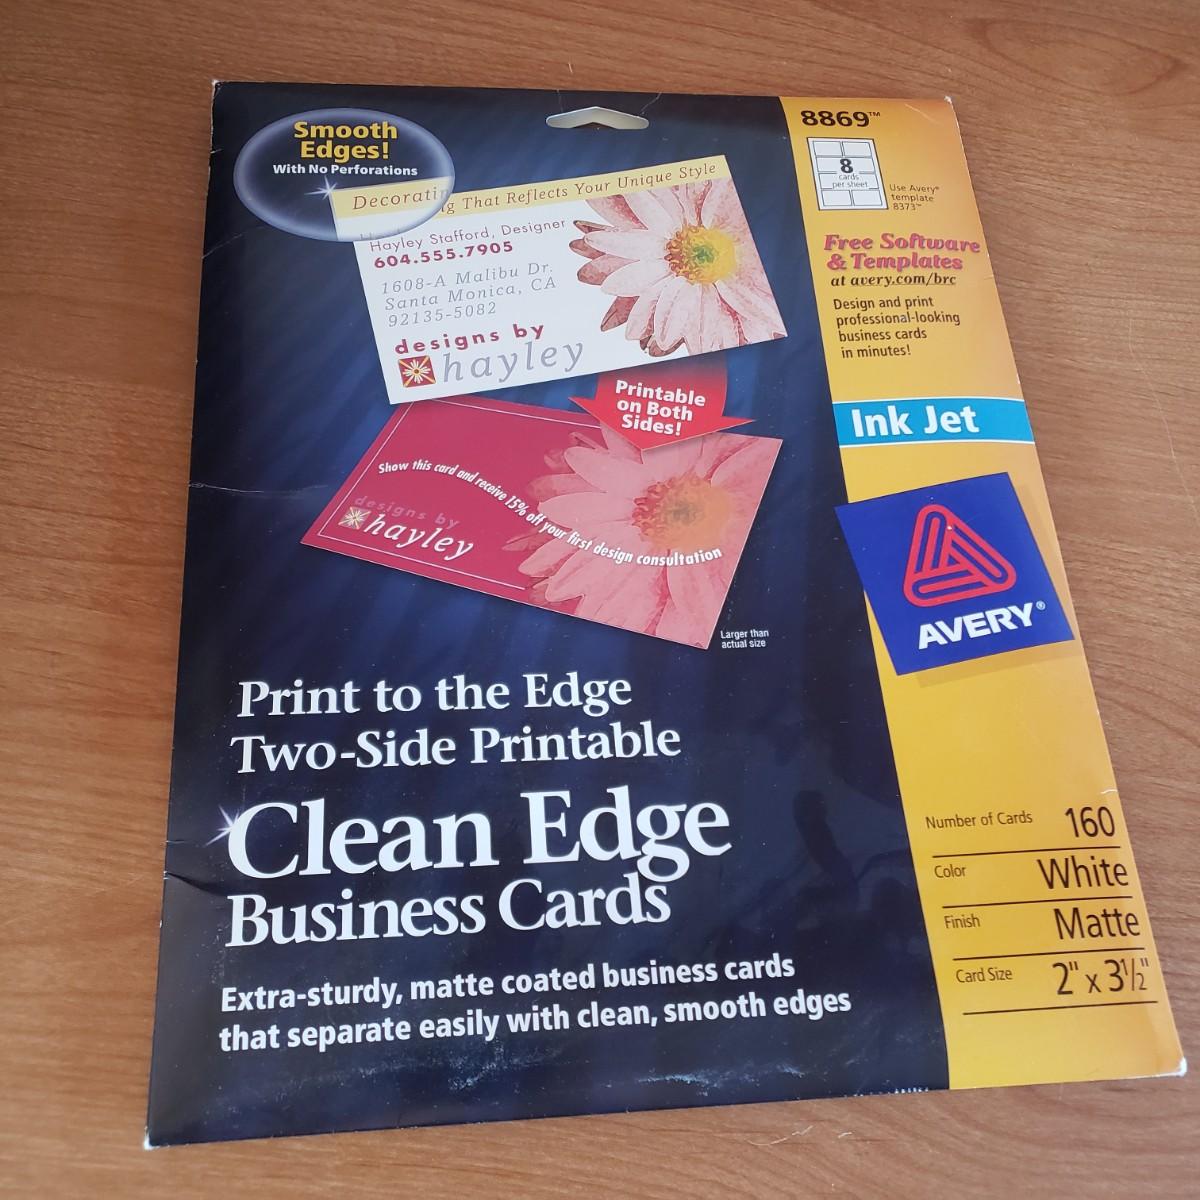 Smooth
Edges!
With No Perforations
Decorating That Reflects Your Unique Style
Hayley Stafford, Designer
604.555.7905
1608-A Malibu Dr.
Santa Monica, CA
92135-5082
designs by
hayley
Printable
on Both
Sides!
Show this card and receive 15% off your first design consultation
designs by
hayley
Larger than
actual size
Print to the Edge
Two-Side Printable
Clean Edge
Business Cards
Extra-sturdy, matte coated business cards
that separate easily with clean, smooth edges
8869™
8
cards
per sheet
Use Avery®
template
8373™
Free Software
& Templates
at avery.com/brc
Design and print
professional-looking
business cards
in minutes!
Ink Jet
AVERY®
Number of Cards 160
Color White
Finish Matte
Card Size 2" x 3½"